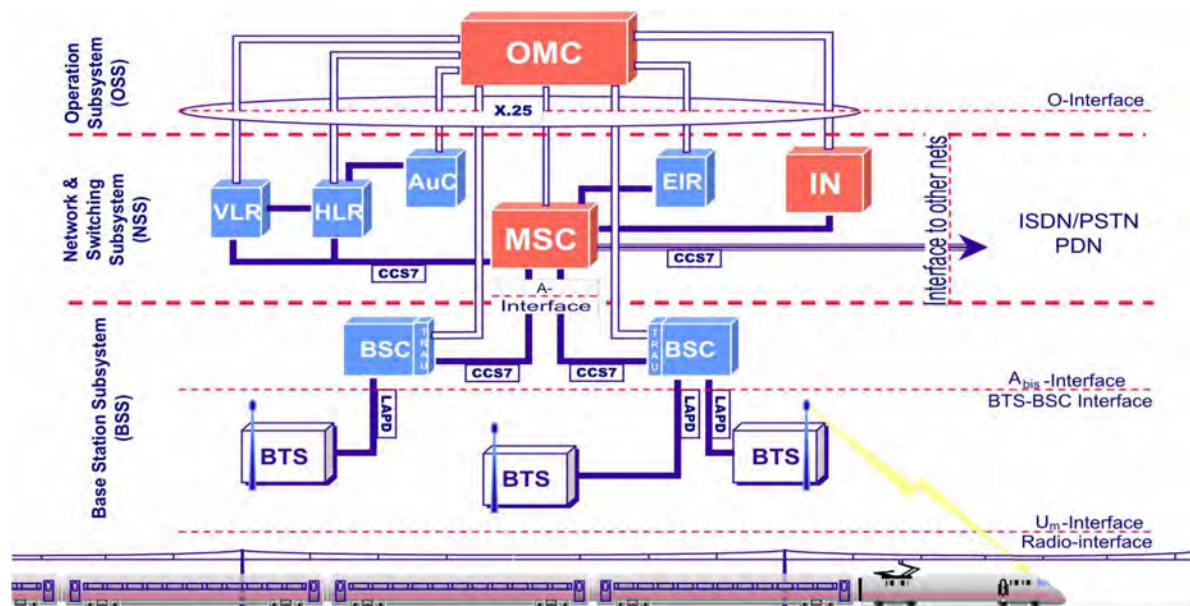 Operation
Subsystem
(OSS)
OMC
X.25
O-Interface
Network &
Switching
Subsystem
(NSS)
VLR
HLR
AuC
EIR
IN
MSC
CCS7
CCS7
Interface to other nets
ISDN/PSTN
PDN
A-
Interface
Base Station Subsystem
(BSS)
BSC
TRAU
TRAU
BSC
CCS7
CCS7
Abis-Interface
BTS-BSC Interface
LAPD
LAPD
LAPD
BTS
BTS
BTS
Um-Interface
Radio-interface